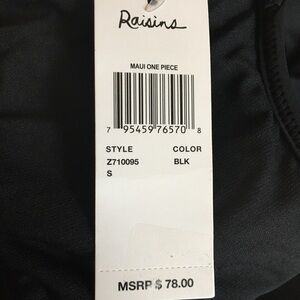 Raisins
MAUI ONE PIECE
7 95459 76570 8
STYLE COLOR
Z710095 BLK
S
MSRP $ 78.00